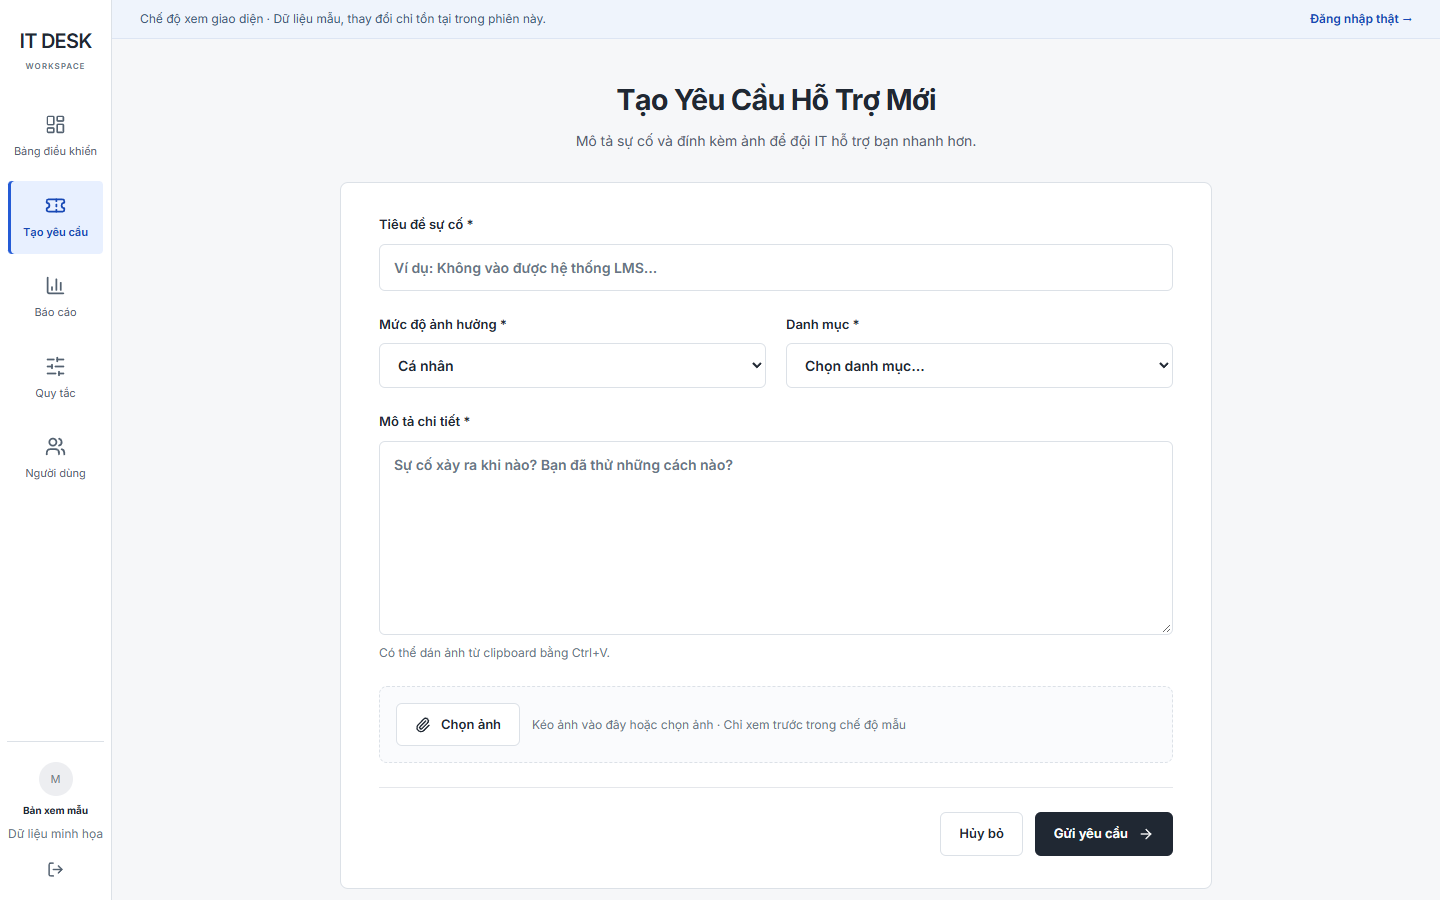 Chế độ xem giao diện · Dữ liệu mẫu, thay đổi chỉ tồn tại trong phiên này.
Đăng nhập thật →
IT DESK
WORKSPACE
Bảng điều khiển
Tạo yêu cầu
Báo cáo
Quy tắc
Người dùng
M
Bản xem mẫu
Dữ liệu minh họa
Tạo Yêu Cầu Hỗ Trợ Mới
Mô tả sự cố và đính kèm ảnh để đội IT hỗ trợ bạn nhanh hơn.
Tiêu đề sự cố *
Ví dụ: Không vào được hệ thống LMS...
Mức độ ảnh hưởng *
Danh mục *
Cá nhân
Chọn danh mục...
Mô tả chi tiết *
Sự cố xảy ra khi nào? Bạn đã thử những cách nào?
Có thể dán ảnh từ clipboard bằng Ctrl+V.
Chọn ảnh
Kéo ảnh vào đây hoặc chọn ảnh · Chỉ xem trước trong chế độ mẫu
Hủy bỏ
Gửi yêu cầu →